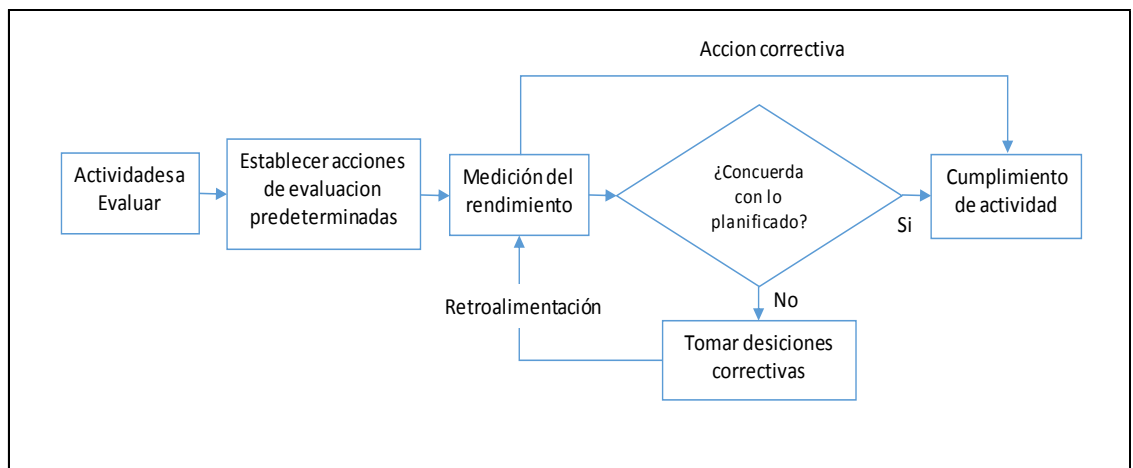 Accion correctiva
Actividades a
Evaluar
Establecer acciones
de evaluacion
predeterminadas
Medición del
rendimiento
¿Concuerda
con lo
planificado?
Si
Cumplimiento
de actividad
No
Retroalimentación
Tomar desiciones
correctivas